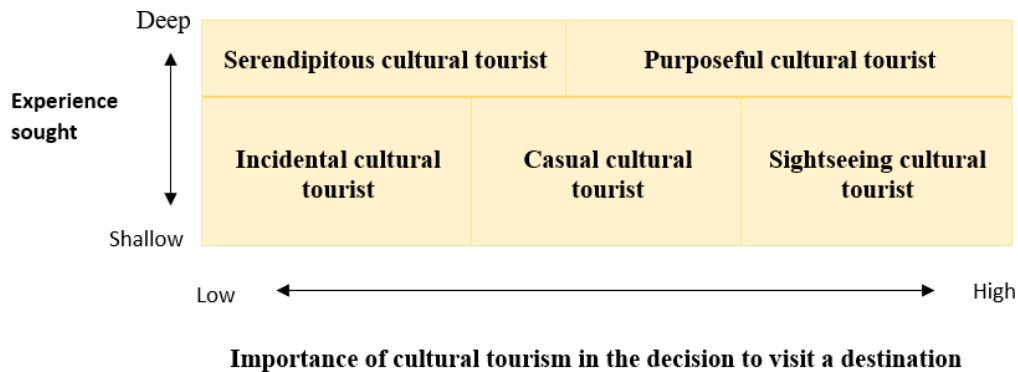 Deep
Serendipitous cultural tourist
Purposeful cultural tourist
Experience
sought
Incidental cultural
tourist
Casual cultural
tourist
Sightseeing cultural
tourist
Shallow
Low
High
Importance of cultural tourism in the decision to visit a destination